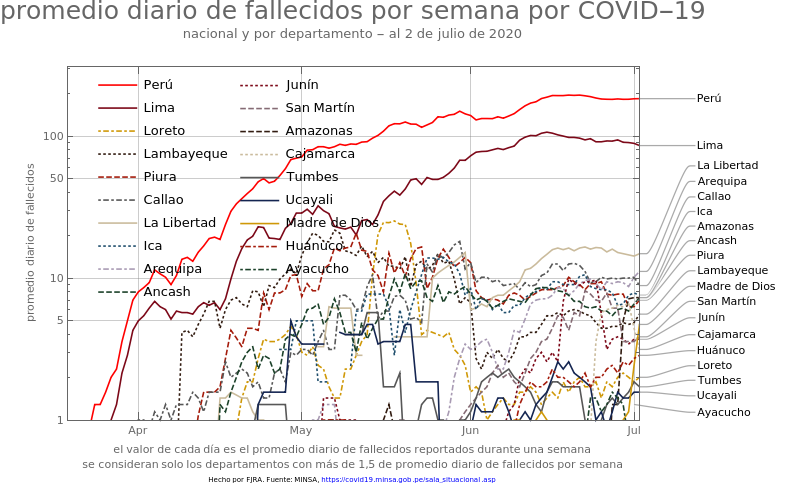 promedio diario de fallecidos por semana por COVID−19
nacional y por departamento − al 2 de julio de 2020
promedio diario de fallecidos
100
50
10
5
1
Apr
May
Jun
Jul
Perú
Lima
Loreto
Lambayeque
Piura
Callao
La Libertad
Ica
Arequipa
Ancash
Junín
San Martín
Amazonas
Cajamarca
Tumbes
Ucayali
Madre de Dios
Huánuco
Ayacucho
Perú
Lima
La Libertad
Arequipa
Callao
Ica
Amazonas
Ancash
Piura
Lambayeque
Madre de Dios
San Martín
Junín
Cajamarca
Huánuco
Loreto
Tumbes
Ucayali
Ayacucho
el valor de cada día es el promedio diario de fallecidos reportados durante una semana
se consideran solo los departamentos con más de 1,5 de promedio diario de fallecidos por semana
Hecho por FJRA. Fuente: MINSA, https://covid19.minsa.gob.pe/sala_situacional.asp